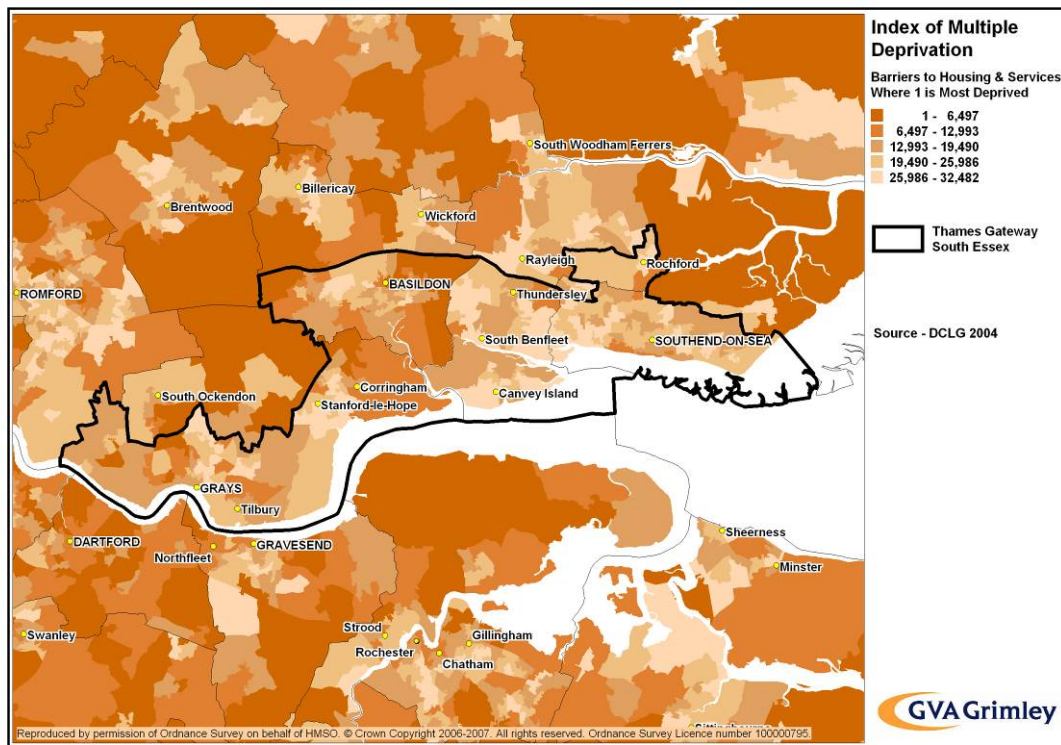 Index of Multiple
Deprivation
Barriers to Housing & Services
Where 1 is Most Deprived
1 - 6,497
6,497 - 12,993
12,993 - 19,490
19,490 - 25,986
25,986 - 32,482
Thames Gateway
South Essex
Source - DCLG 2004
South Woodham Ferrers
Billericay
Brentwood
Wickford
Rayleigh
Rochford
BASILDON
ROMFORD
Thundersley
South Benfleet
SOUTHEND-ON-SEA
Corringham
Canvey Island
South Ockendon
Stanford-le-Hope
GRAYS
Tilbury
Sheerness
DARTFORD
Northfleet
GRAVESEND
Minster
Strood
Swanley
Gillingham
Rochester
Chatham
Sittingbourne
Reproduced by permission of Ordnance Survey on behalf of HMSO. © Crown Copyright 2006-2007. All rights reserved. Ordnance Survey Licence number 100000795.
GVAGrimley